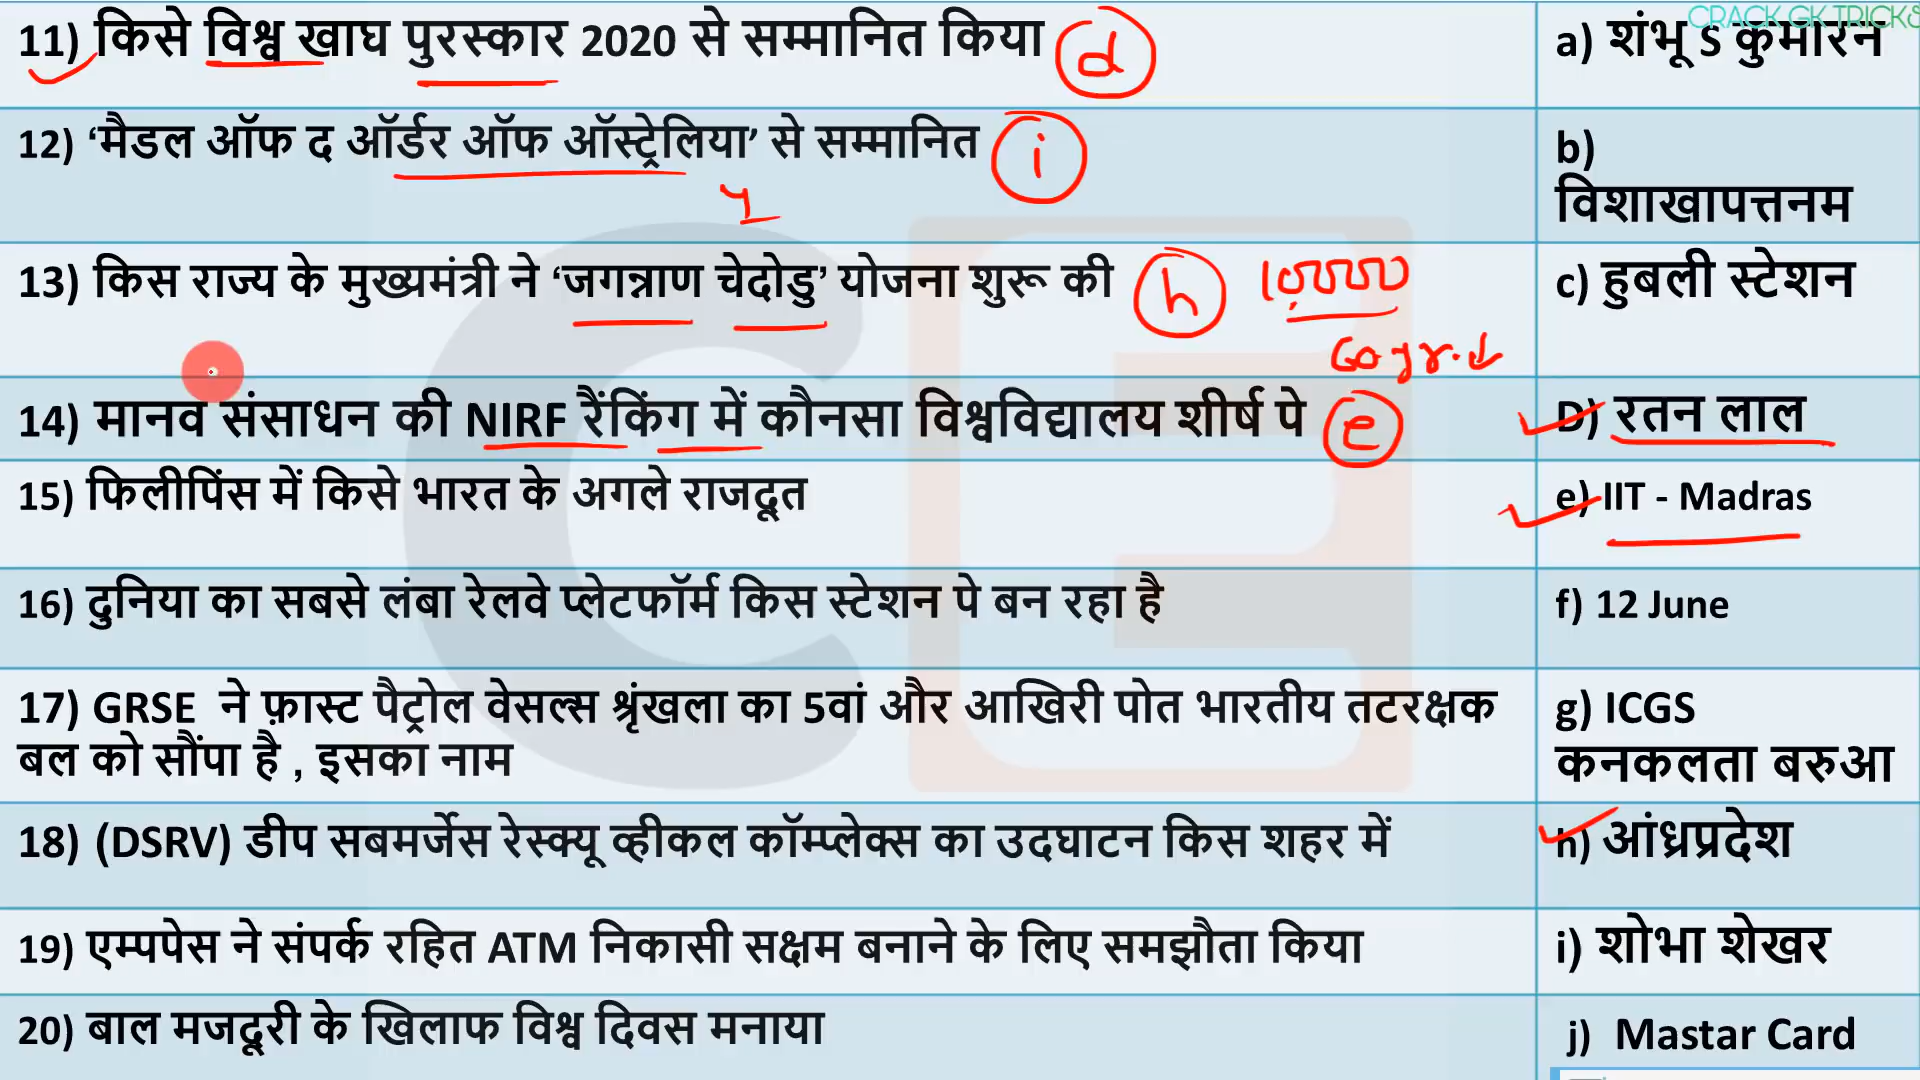 CRACK GK TRICKS
11) किसे विश्व खाघ पुरस्कार 2020 से सम्मानित किया d
a) शंभू S कुमारन
12) ‘मैडल ऑफ द ऑर्डर ऑफ ऑस्ट्रेलिया’ से सम्मानित i
b)
विशाखापत्तनम
13) किस राज्य के मुख्यमंत्री ने ‘जगन्नाण चेदोडु’ योजना शुरू की h 10,000
c) हुबली स्टेशन
60 yr. ↓
14) मानव संसाधन की NIRF रैंकिंग में कौनसा विश्वविद्यालय शीर्ष पे e
D) रतन लाल
15) फिलीपिंस में किसे भारत के अगले राजदूत
e) IIT - Madras
16) दुनिया का सबसे लंबा रेलवे प्लेटफॉर्म किस स्टेशन पे बन रहा है
f) 12 June
17) GRSE ने फ़ास्ट पैट्रोल वेसल्स श्रृंखला का 5वां और आखिरी पोत भारतीय तटरक्षक
बल को सौंपा है , इसका नाम
g) ICGS
कनकलता बरुआ
18) (DSRV) डीप सबमर्जेस रेस्क्यू व्हीकल कॉम्प्लेक्स का उदघाटन किस शहर में
h) आंध्रप्रदेश
19) एम्पपेस ने संपर्क रहित ATM निकासी सक्षम बनाने के लिए समझौता किया
i) शोभा शेखर
20) बाल मजदूरी के खिलाफ विश्व दिवस मनाया
j) Mastar Card